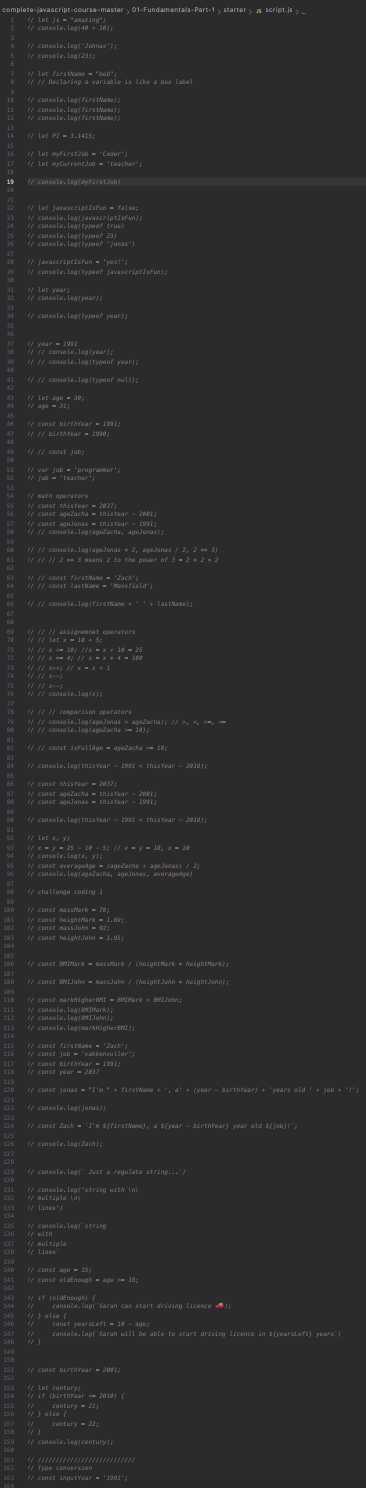 complete-javascript-course-master > 01-Fundamentals-Part-1 > starter > JS script.js > ...
1 // let js = "amazing";
2 // console.log(40 + 10);
3
4 // console.log('Johnas');
5 // console.log(23);
6
7 // let firstName = "bob";
8 // // Declaring a variable is like a box label
9
10 // console.log(firstName);
11 // console.log(firstName);
12 // console.log(firstName);
13
14 // let PI = 3.1415;
15
16 // let myFirstJob = 'Coder';
17 // let myCurrentJob = 'teacher';
18
19 // console.log(myFirstJob)
20
21
22 // let javascriptIsFun = false;
23 // console.log(javascriptIsFun);
24 // console.log(typeof true)
25 // console.log(typeof 23)
26 // console.log(typeof 'jonas')
27
28 // javascriptIsFun = 'yes!';
29 // console.log(typeof javascriptIsFun);
30
31 // let year;
32 // console.log(year);
33
34 // console.log(typeof year);
35
36
37 // year = 1991
38 // // console.log(year);
39 // // console.log(typeof year);
40
41 // // console.log(typeof null);
42
43 // let age = 30;
44 // age = 31;
45
46 // const birthYear = 1991;
47 // // birthYear = 1990;
48
49 // // const job;
50
51 // var job = 'programmer';
52 // job = 'teacher';
53
54 // math operators
55 // const thisYear = 2037;
56 // const ageZacha = thisYear - 2001;
57 // const ageJonas = thisYear - 1991;
58 // // console.log(ageZacha, ageJonas);
59
60 // // console.log(ageJonas * 2, ageJonas / 2, 2 ** 3)
61 // // // 2 ** 3 means 2 to the power of 3 = 2 * 2 * 2
62
63 // // const firstName = 'Zach';
64 // // const lastName = 'Mansfield';
65
66 // // console.log(firstName + ' ' + lastName);
67
68
69 // // // assignemnet operators
70 // // let x = 10 + 5;
71 // // x += 10; //x = x + 10 = 25
72 // // x *= 4; // x = x * 4 = 100
73 // // x++; // x = x + 1
74 // // x--;
75 // // x--;
76 // // console.log(x);
77
78 // // // comparison operators
79 // // console.log(ageJonas > ageZacha); // >, <, >=, <=
80 // // console.log(ageZacha >= 18);
81
82 // // const isFullAge = ageZacha >= 18;
83
84 // // console.log(thisYear - 1991 < thisYear - 2018);
85
86 // const thisYear = 2037;
87 // const ageZacha = thisYear - 2001;
88 // const ageJonas = thisYear - 1991;
89
90 // console.log(thisYear - 1991 < thisYear - 2018);
91
92 // let x, y;
93 // x = y = 25 - 10 - 5; // x = y = 10, x = 10
94 // console.log(x, y);
95 // const averageAge = (ageZacha + ageJonas) / 2;
96 // console.log(ageZacha, ageJonas, averageAge)
97
98 // challenge coding 1
99
100 // const massMark = 78;
101 // const heightMark = 1.69;
102 // const massJohn = 92;
103 // const heightJohn = 1.95;
104
105
106 // const BMIMark = massMark / (heightMark * heightMark);
107
108 // const BMIJohn = massJohn / (heightJohn * heightJohn);
109
110 // const markHigherBMI = BMIMark > BMIJohn;
111 // console.log(BMIMark);
112 // console.log(BMIJohn);
113 // console.log(markHigherBMI);
114
115 // const firstName = 'Zach';
116 // const job = 'vakkenvuller';
117 // const birthYear = 1991;
118 // const year = 2037
119
120 // const jonas = "I'm " + firstName + ', a' + (year - birthYear) + 'years old ' + job + '!';
121
122 // console.log(jonas);
123
124 // const Zach = `I'm ${firstName}, a ${year - birthYear} year old ${job}!`;
125
126 // console.log(Zach);
127
128
129 // console.log(` Just a regulate string...`)
130
131 // console.log('string with \n\
132 // multiple \n\
133 // lines')
134
135 // console.log(`string
136 // with
137 // multiple
138 // lines`
139
140 // const age = 15;
141 // const oldEnough = age >= 18;
142
143 // if (oldEnough) {
144 // console.log(`Sarah can start driving licence 🚗`);
145 // } else {
146 // const yearsLeft = 18 - age;
147 // console.log(`Sarah will be able to start driving licence in ${yearsLeft} years`)
148 // }
149
150
151 // const birthYear = 2001;
152
153 // let century;
154 // if (birthYear <= 2010) {
155 // century = 21;
156 // } else {
157 // century = 22;
158 // }
159 // console.log(century);
160
161 // ///////////////////////////
162 // Type conversion
163 // const inputYear = '1991';
164